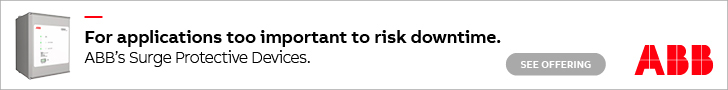 For applications too important to risk downtime.
ABB's Surge Protective Devices.
SEE OFFERING
ABB